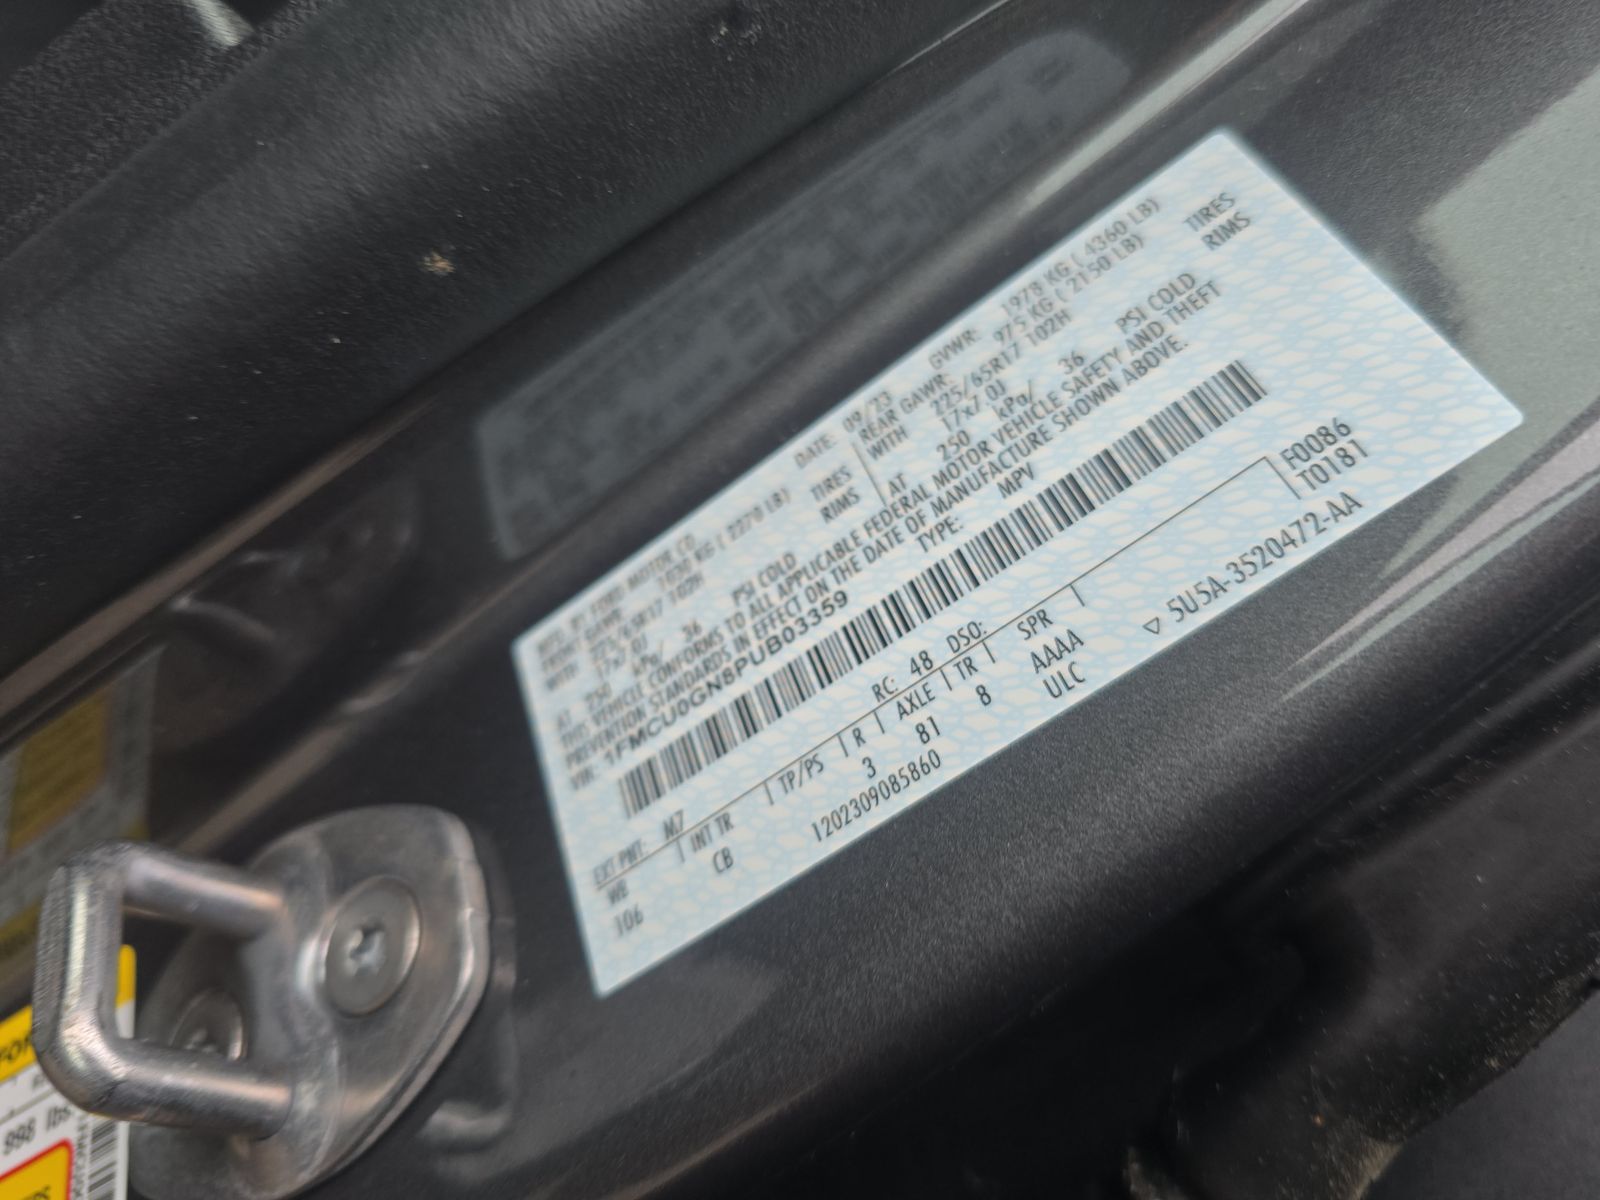 MFD. BY FORD MOTOR CO. DATE: 09/23 GVWR: 1978 KG ( 4360 LB)
FRONT GAWR: 1030 KG ( 2270 LB) REAR GAWR: 975 KG ( 2150 LB)
WITH 225/65R17 102H TIRES WITH 225/65R17 102H TIRES
17x7.0J RIMS 17x7.0J RIMS
AT 250 kPa/ 36 PSI COLD AT 250 kPa/ 36 PSI COLD
THIS VEHICLE CONFORMS TO ALL APPLICABLE FEDERAL MOTOR VEHICLE SAFETY AND THEFT
PREVENTION STANDARDS IN EFFECT ON THE DATE OF MANUFACTURE SHOWN ABOVE.
VIN: 1FMCU0GN8PUB03359 TYPE: MPV
F0086
T0181
EXT PNT: M7 RC: 48 DSO:
WB INT TR TP/PS R AXLE TR SPR
106 CB 3 81 8 AAAA
ULC
1202309085860
▽ 5U5A-3520472-AA
898 lbs